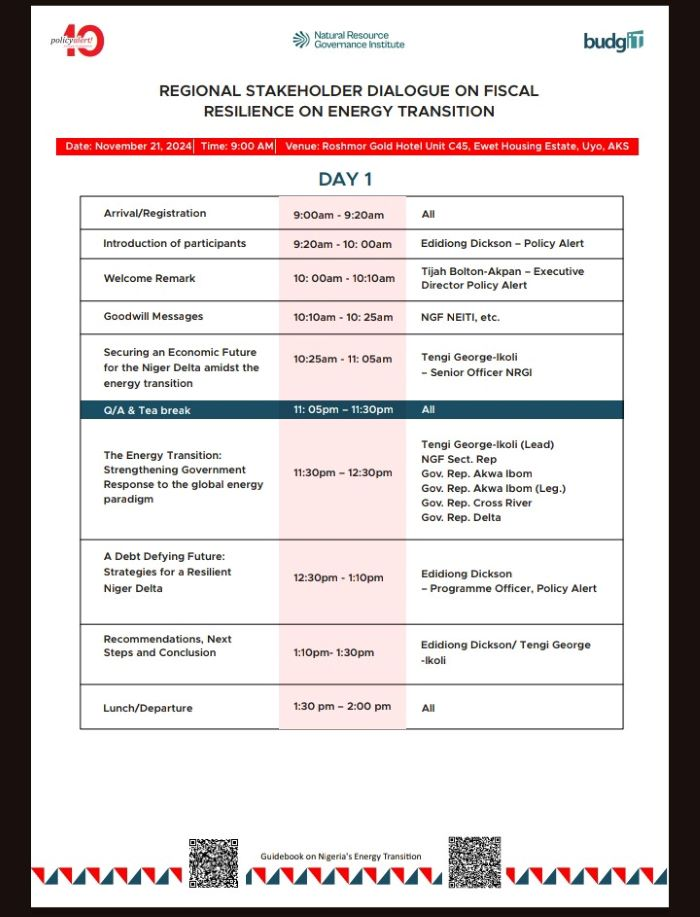 policyalert!
10
Natural Resource
Governance Institute
budgIT
REGIONAL STAKEHOLDER DIALOGUE ON FISCAL
RESILIENCE ON ENERGY TRANSITION
Date: November 21, 2024| Time: 9:00 AM| Venue: Roshmor Gold Hotel Unit C45, Ewet Housing Estate, Uyo, AKS
DAY 1
Arrival/Registration 9:00am - 9:20am All
Introduction of participants 9:20am - 10: 00am Edidiong Dickson – Policy Alert
Welcome Remark 10: 00am - 10:10am Tijah Bolton-Akpan – Executive
Director Policy Alert
Goodwill Messages 10:10am - 10: 25am NGF NEITI, etc.
Securing an Economic Future
for the Niger Delta amidst the
energy transition
10:25am - 11: 05am
Tengi George-Ikoli
– Senior Officer NRGI
Q/A & Tea break 11: 05pm – 11:30pm All
The Energy Transition:
Strengthening Government
Response to the global energy
paradigm
11:30pm – 12:30pm
Tengi George-Ikoli (Lead)
NGF Sect. Rep
Gov. Rep. Akwa Ibom
Gov. Rep. Akwa Ibom (Leg.)
Gov. Rep. Cross River
Gov. Rep. Delta
A Debt Defying Future:
Strategies for a Resilient
Niger Delta
12:30pm - 1:10pm
Edidiong Dickson
– Programme Officer, Policy Alert
Recommendations, Next
Steps and Conclusion
1:10pm- 1:30pm
Edidiong Dickson/ Tengi George
-Ikoli
Lunch/Departure 1:30 pm – 2:00 pm All
Guidebook on Nigeria's Energy Transition